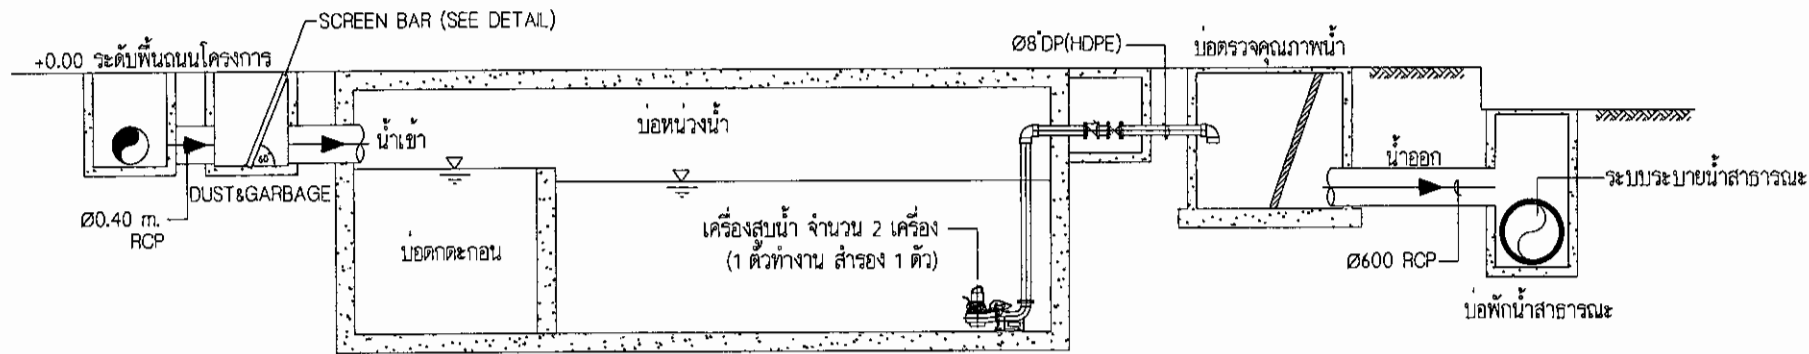 SCREEN BAR (SEE DETAIL)
+0.00 ระดับพื้นถนนโครงการ
Ø8"DP(HDPE)
บ่อตรวจคุณภาพน้ำ
บ่อหน่วงน้ำ
น้ำเข้า
60°
DUST&GARBAGE
Ø0.40 m.
RCP
น้ำออก
ระบบระบายน้ำสาธารณะ
เครื่องสูบน้ำ จำนวน 2 เครื่อง
(1 ตัวทำงาน สำรอง 1 ตัว)
บ่อตกตะกอน
Ø600 RCP
บ่อพักน้ำสาธารณะ